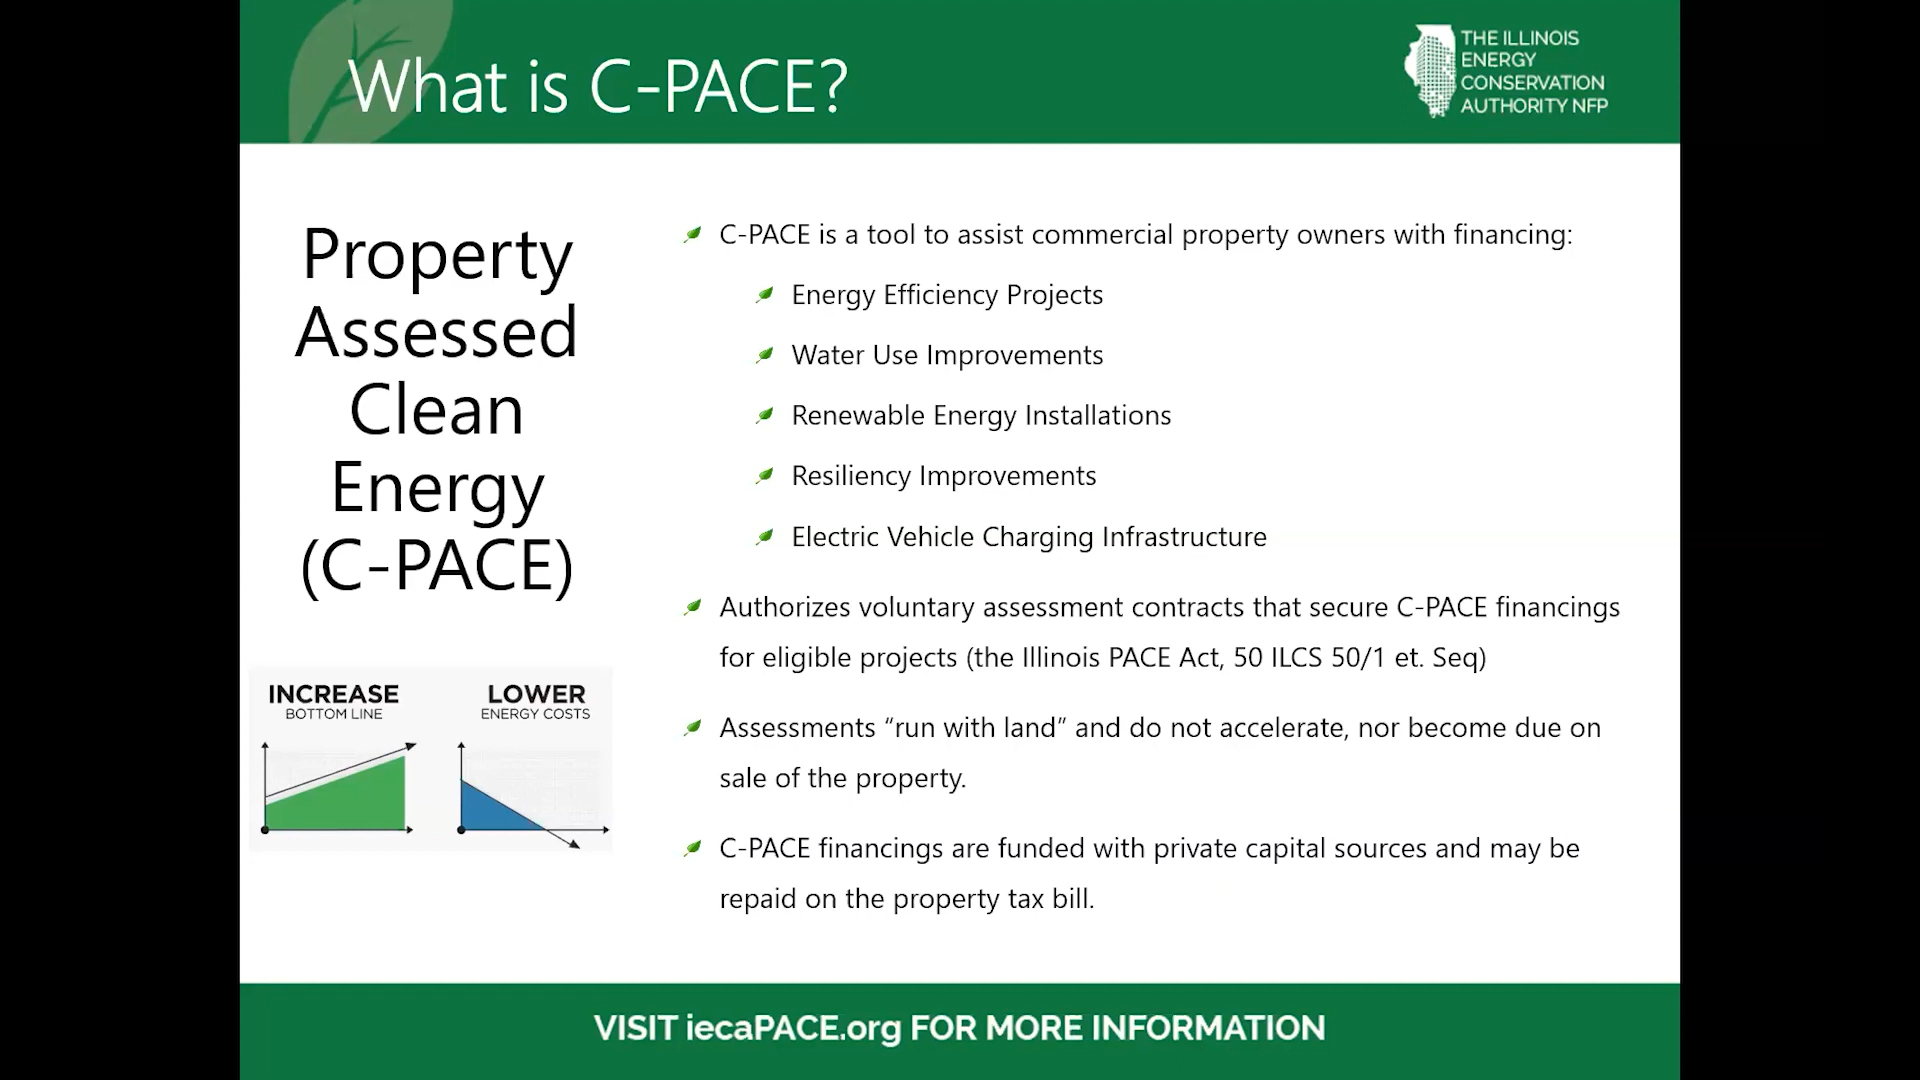 What is C-PACE?
THE ILLINOIS
ENERGY
CONSERVATION
AUTHORITY NFP
Property
Assessed
Clean
Energy
(C-PACE)
INCREASE
BOTTOM LINE
LOWER
ENERGY COSTS
C-PACE is a tool to assist commercial property owners with financing:
Energy Efficiency Projects
Water Use Improvements
Renewable Energy Installations
Resiliency Improvements
Electric Vehicle Charging Infrastructure
Authorizes voluntary assessment contracts that secure C-PACE financings
for eligible projects (the Illinois PACE Act, 50 ILCS 50/1 et. Seq)
Assessments “run with land” and do not accelerate, nor become due on
sale of the property.
C-PACE financings are funded with private capital sources and may be
repaid on the property tax bill.
VISIT iecaPACE.org FOR MORE INFORMATION